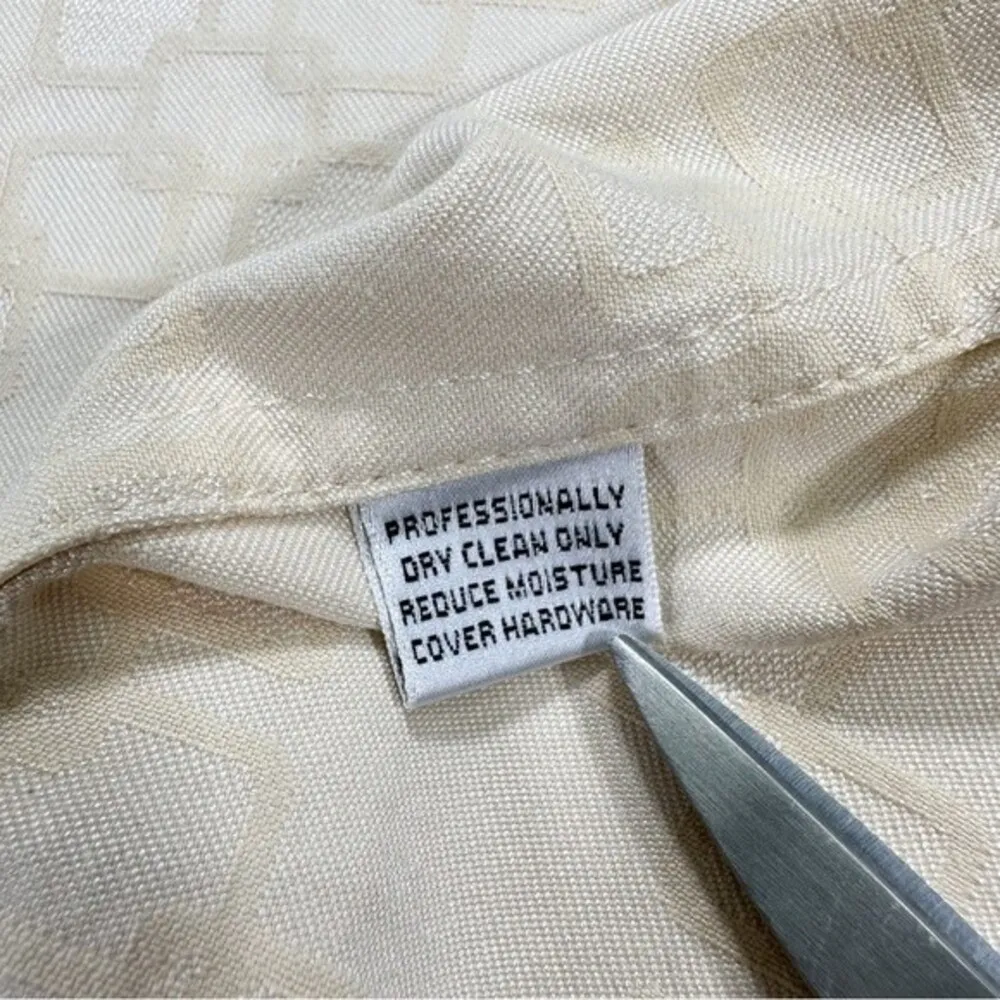 PROFESSIONALLY
DRY CLEAN ONLY
REDUCE MOISTURE
COVER HARDWARE